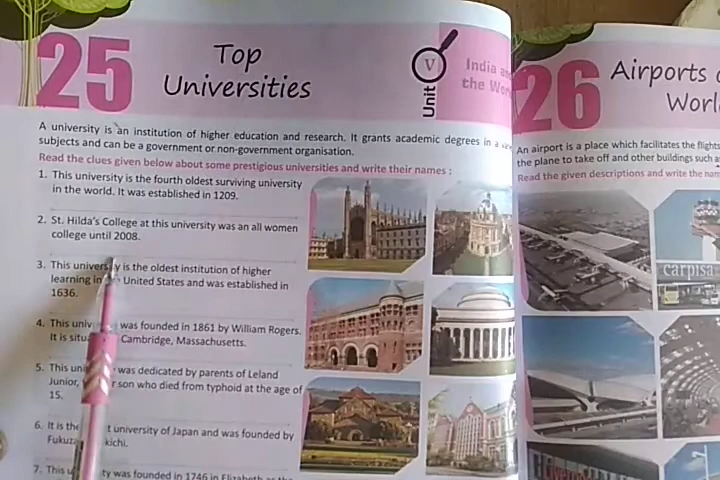 25
Top
Universities
Unit
V
India
the
A university is an institution of higher education and research. It grants academic degrees in a
subjects and can be a government or non-government organisation.
Read the clues given below about some prestigious universities and write their names :
1. This university is the fourth oldest surviving university
in the world. It was established in 1209.
2. St. Hilda's College at this university was an all women
college until 2008.
3. This university is the oldest institution of higher
learning in United States and was established in
1636.
4. This was founded in 1861 by William Rogers.
It is Cambridge, Massachusetts.
5. This was dedicated by parents of Leland
Junior, son who died from typhoid at the age of
15.
6. It is the university of Japan and was founded by
7. This was founded in 1746 in Elizabeth
26
Airports
An airport is a place which facilitates the flights
the plane to take off and other buildings such
Read the given descriptions and write the
carpisa